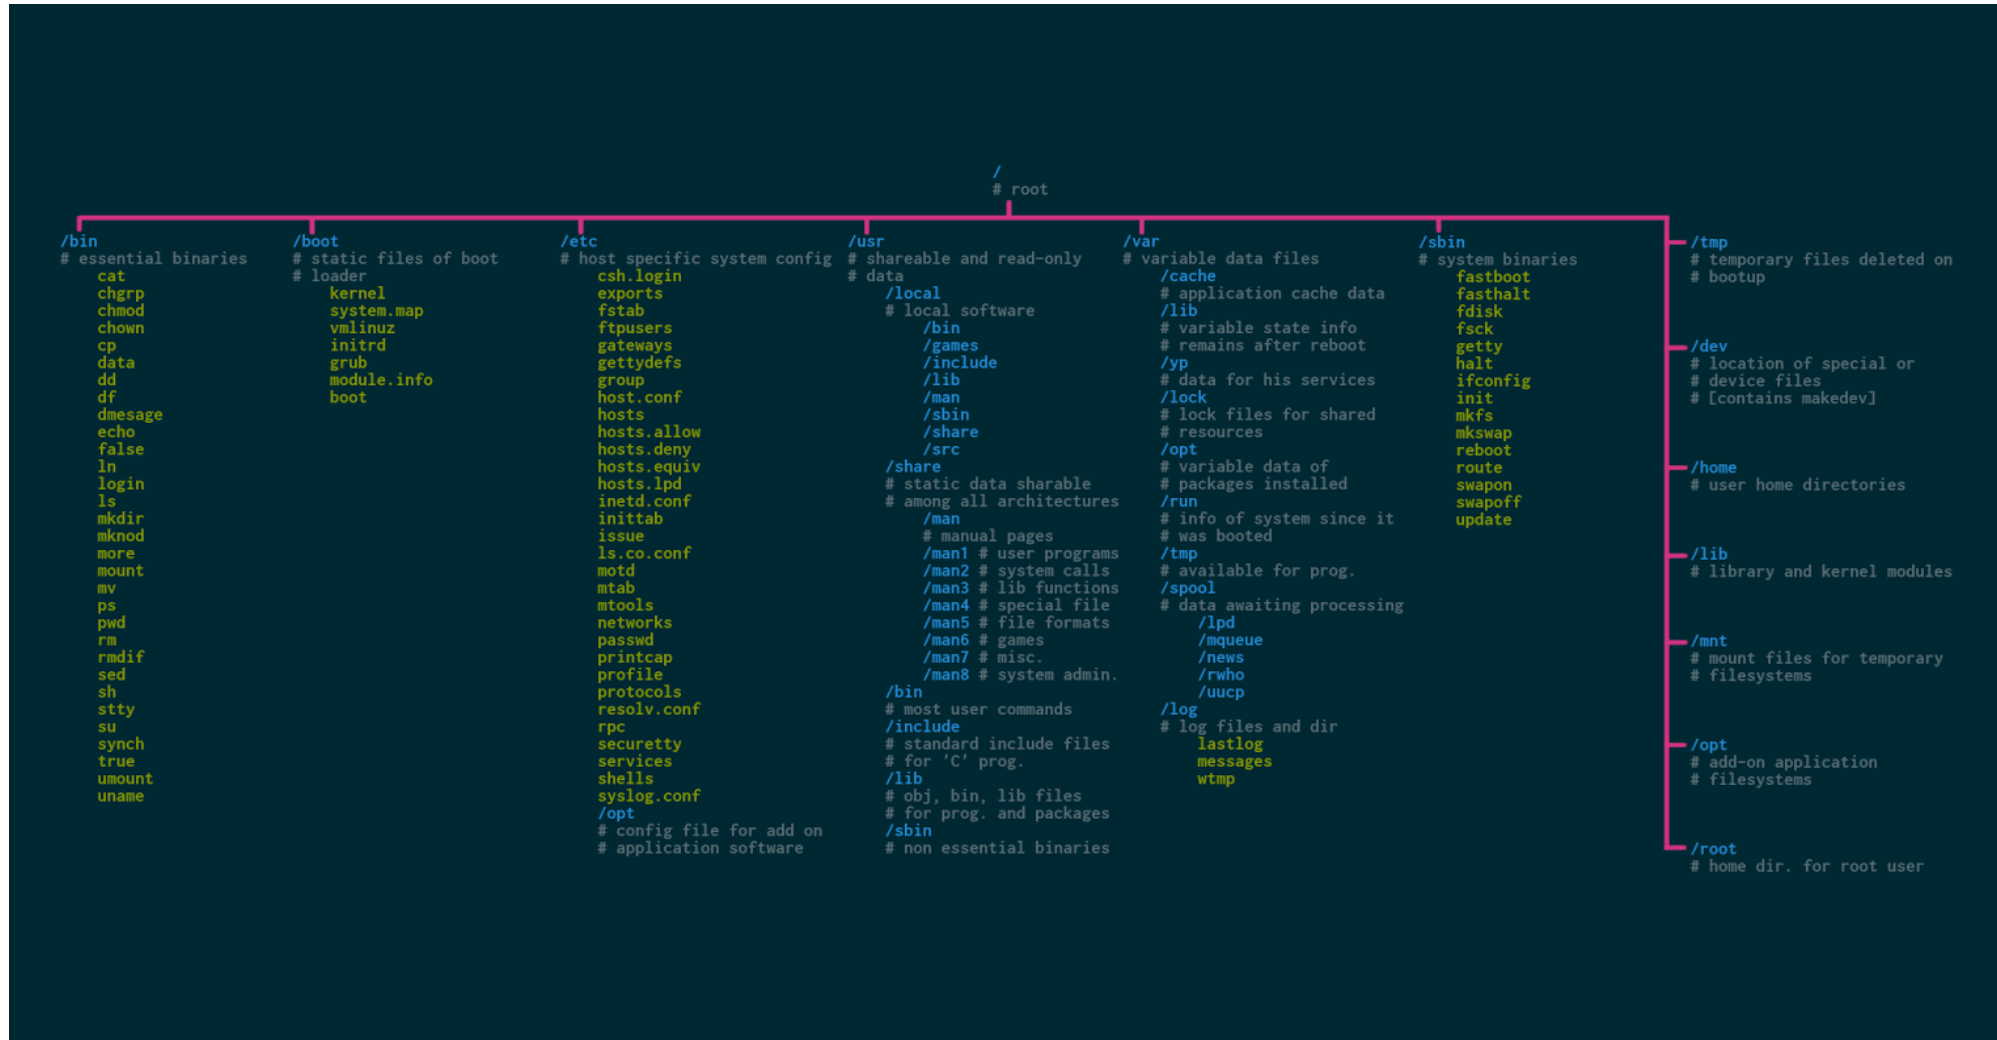 /
# root
/bin
# essential binaries
cat
chgrp
chmod
chown
cp
data
dd
df
dmesage
echo
false
ln
login
ls
mkdir
mknod
more
mount
mv
ps
pwd
rm
rmdif
sed
sh
stty
su
synch
true
umount
uname
/boot
# static files of boot
# loader
kernel
system.map
vmlinuz
initrd
grub
module.info
boot
/etc
# host specific system config
csh.login
exports
fstab
ftpusers
gateways
gettydefs
group
host.conf
hosts
hosts.allow
hosts.deny
hosts.equiv
hosts.lpd
inetd.conf
inittab
issue
ls.co.conf
motd
mtab
mtools
networks
passwd
printcap
profile
protocols
resolv.conf
rpc
securetty
services
shells
syslog.conf
/opt
# config file for add on
# application software
/usr
# shareable and read-only
# data
/local
# local software
/bin
/games
/include
/lib
/man
/sbin
/share
/src
/share
# static data sharable
# among all architectures
/man
# manual pages
/man1 # user programs
/man2 # system calls
/man3 # lib functions
/man4 # special file
/man5 # file formats
/man6 # games
/man7 # misc.
/man8 # system admin.
/bin
# most user commands
/include
# standard include files
# for 'C' prog.
/lib
# obj, bin, lib files
# for prog. and packages
/sbin
# non essential binaries
/var
# variable data files
/cache
# application cache data
/lib
# variable state info
# remains after reboot
/yp
# data for his services
/lock
# lock files for shared
# resources
/opt
# variable data of
# packages installed
/run
# info of system since it
# was booted
/tmp
# available for prog.
/spool
# data awaiting processing
/lpd
/mqueue
/news
/rwho
/uucp
/log
# log files and dir
lastlog
messages
wtmp
/sbin
# system binaries
fastboot
fasthalt
fdisk
fsck
getty
halt
ifconfig
init
mkfs
mkswap
reboot
route
swapon
swapoff
update
/tmp
# temporary files deleted on
# bootup
/dev
# location of special or
# device files
# [contains makedev]
/home
# user home directories
/lib
# library and kernel modules
/mnt
# mount files for temporary
# filesystems
/opt
# add-on application
# filesystems
/root
# home dir. for root user